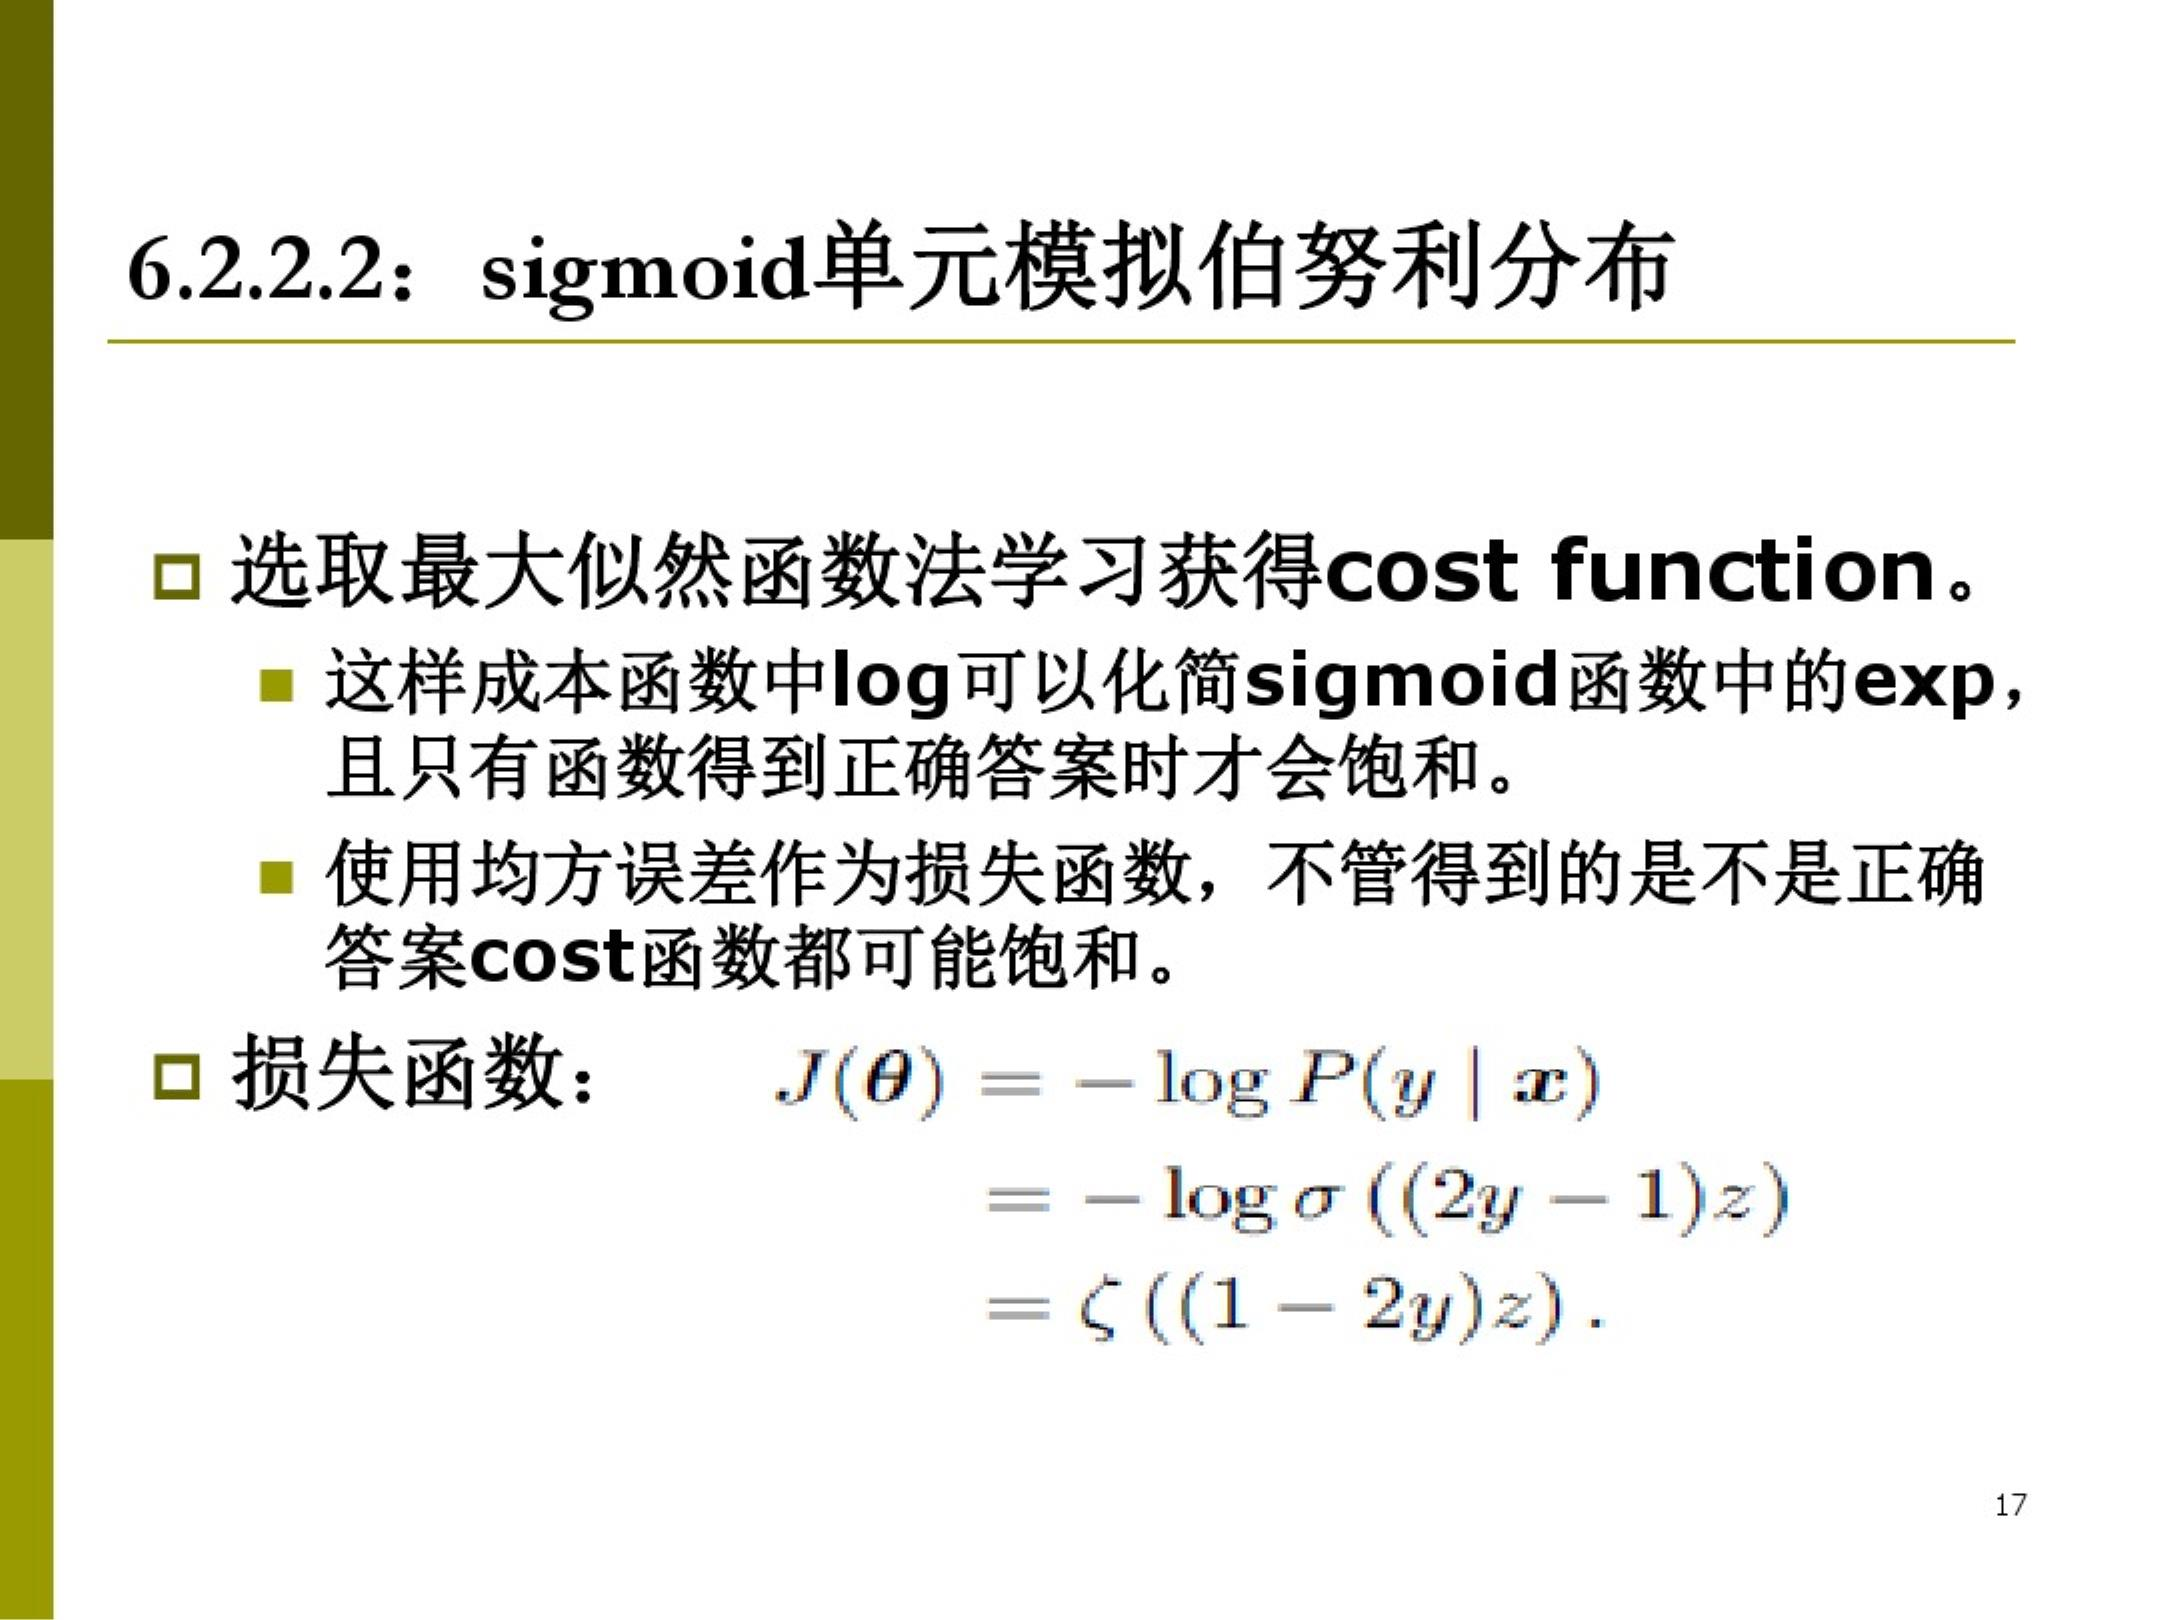 6.2.2.2：sigmoid单元模拟伯努利分布
选取最大似然函数法学习获得cost function。
这样成本函数中log可以化简sigmoid函数中的exp，
且只有函数得到正确答案时才会饱和。
使用均方误差作为损失函数，不管得到的是不是正确
答案cost函数都可能饱和。
损失函数： J(θ) = − log P(y | x)
= − log σ ((2y − 1)z)
= ζ ((1 − 2y)z) .
17